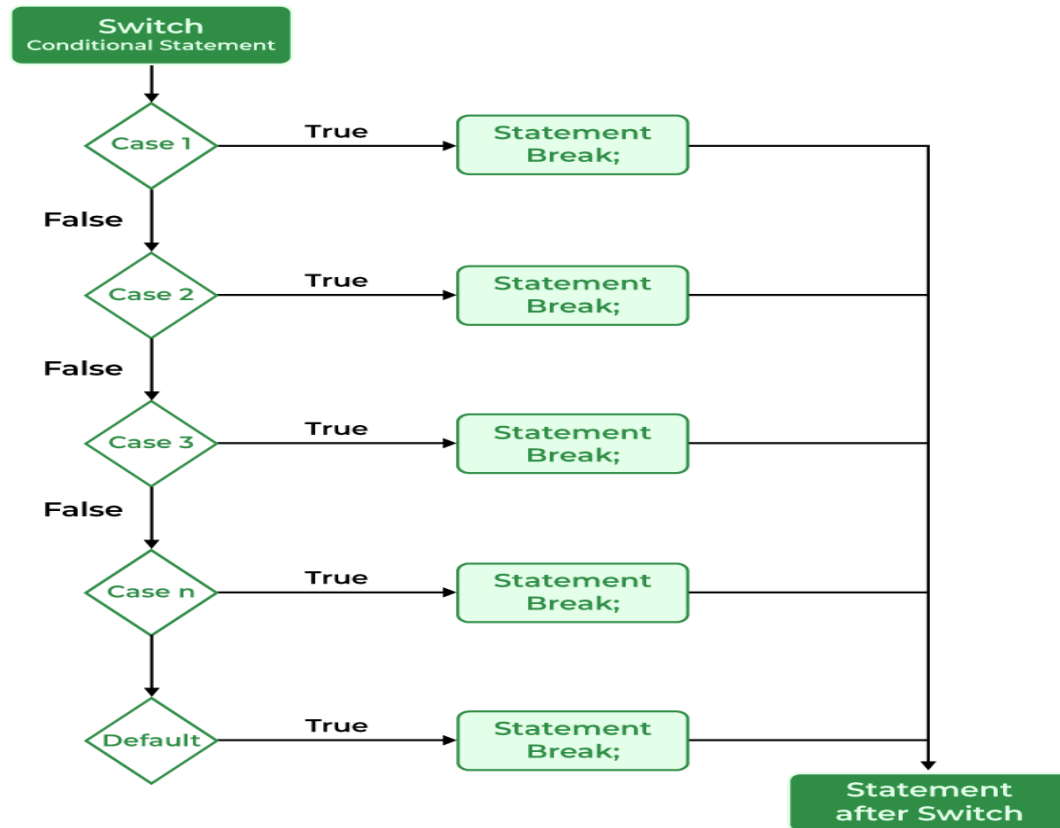 Switch
Conditional Statement
Case 1
True
Statement
Break;
False
Case 2
True
Statement
Break;
False
Case 3
True
Statement
Break;
False
Case n
True
Statement
Break;
Default
True
Statement
Break;
Statement
after Switch